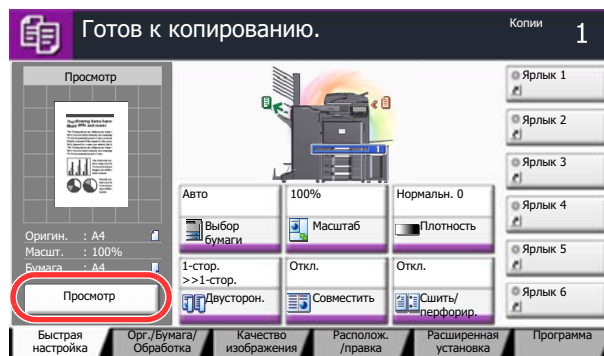 Готов к копированию.
Копии
1
Просмотр
Оригин. : A4
Масшт. : 100%
Бумага : A4
Просмотр
Авто
Выбор
бумаги
100%
Масштаб
Нормальн. 0
Плотность
1-стор.
>>1-стор.
Двусторон.
Откл.
Совместить
Откл.
Сшить/
перфорир.
Ярлык 1
Ярлык 2
Ярлык 3
Ярлык 4
Ярлык 5
Ярлык 6
Быстрая
настройка
Орг./Бумага/
Обработка
Качество
изображения
Располож.
/правка
Расширенная
установка
Программа